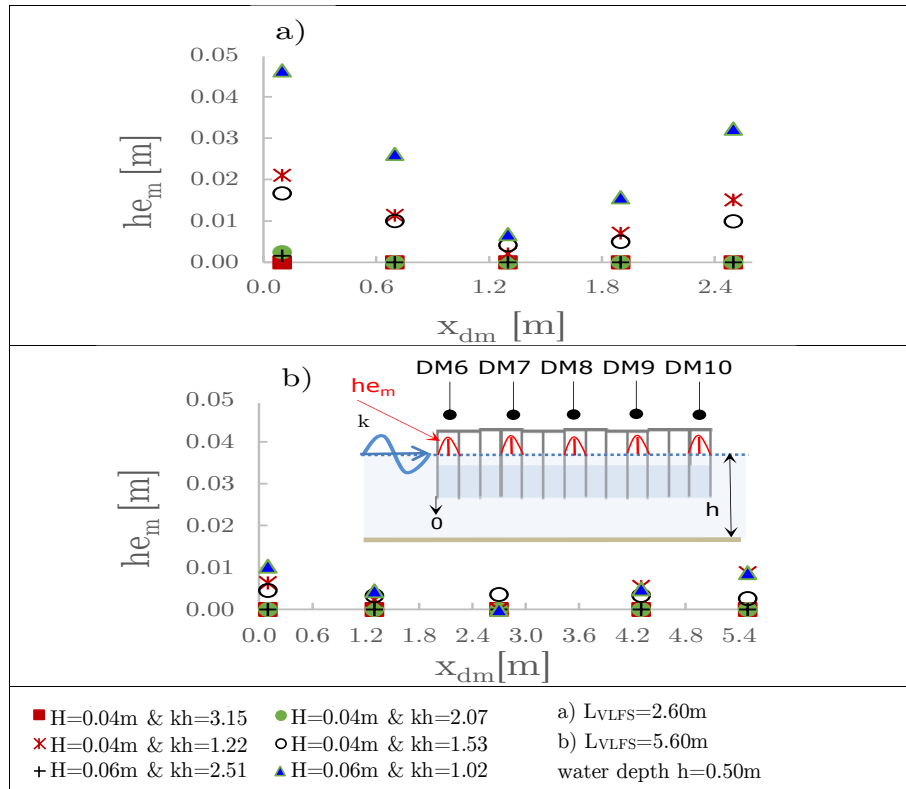 a)
0.05
0.04
0.03
0.02
0.01
0.00
he_m [m]
0.0 0.6 1.2 1.8 2.4
x_dm [m]
b)
0.05
0.04
0.03
0.02
0.01
0.00
he_m [m]
DM6 DM7 DM8 DM9 DM10
he_m
k
0
h
0.0 0.6 1.2 1.8 2.4 3.0 3.6 4.2 4.8 5.4
x_dm[m]
H=0.04m & kh=3.15
H=0.04m & kh=2.07
a) LVLFS=2.60m
H=0.04m & kh=1.22
H=0.04m & kh=1.53
b) LVLFS=5.60m
H=0.06m & kh=2.51
H=0.06m & kh=1.02
water depth h=0.50m